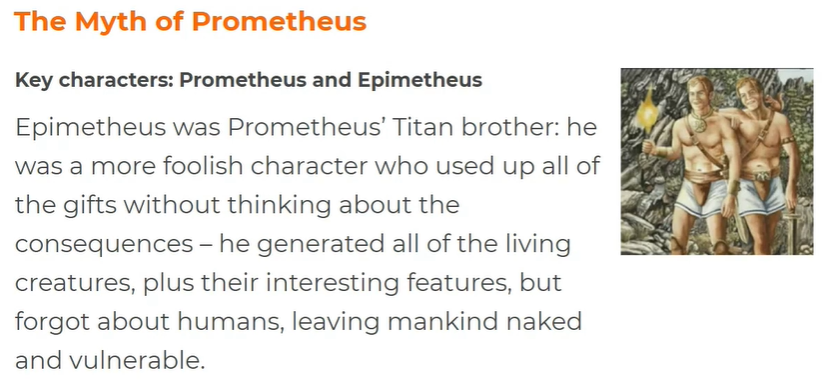 The Myth of Prometheus
Key characters: Prometheus and Epimetheus
Epimetheus was Prometheus’ Titan brother: he
was a more foolish character who used up all of
the gifts without thinking about the
consequences – he generated all of the living
creatures, plus their interesting features, but
forgot about humans, leaving mankind naked
and vulnerable.